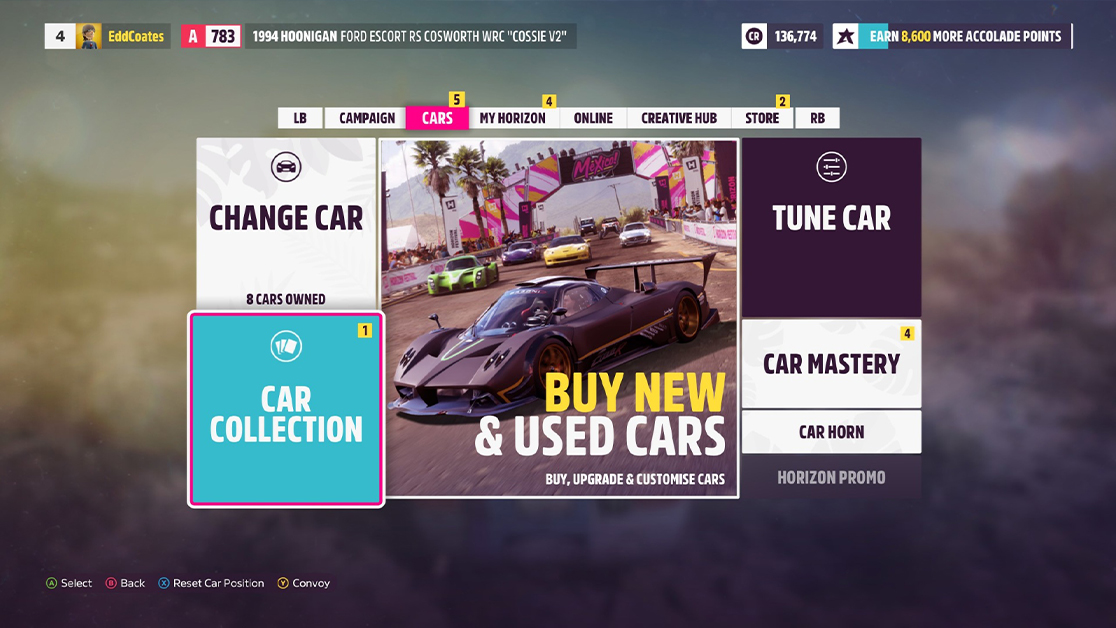 4 EddCoates A 783 1994 HOONIGAN FORD ESCORT RS COSWORTH WRC "COSSIE V2" CR 136,774 EARN 8,600 MORE ACCOLADE POINTS
5 4 2
LB CAMPAIGN CARS MY HORIZON ONLINE CREATIVE HUB STORE RB
CHANGE CAR
8 CARS OWNED
1
CAR
COLLECTION
México!
BUY NEW
& USED CARS
BUY, UPGRADE & CUSTOMISE CARS
TUNE CAR
4
CAR MASTERY
CAR HORN
HORIZON PROMO
A Select B Back X Reset Car Position Y Convoy